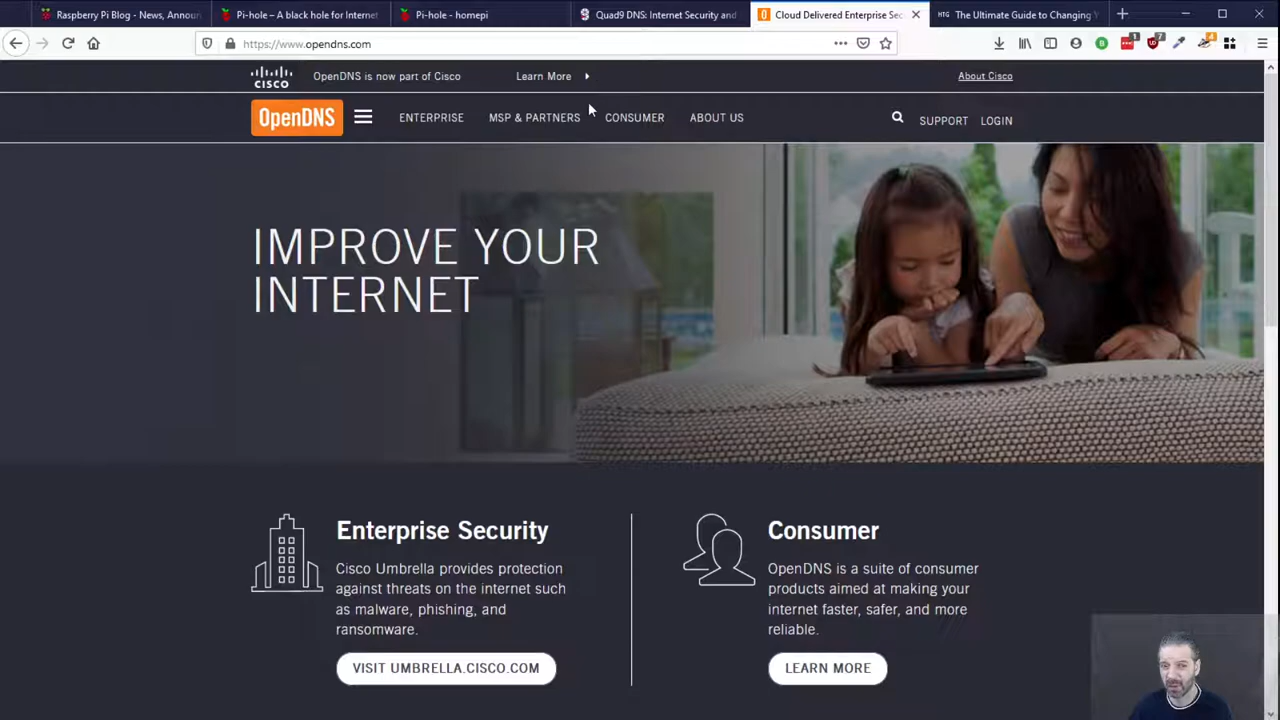 Raspberry Pi Blog - News, Announ
Pi-hole – A black hole for Internet
Pi-hole - homepi
Quad9 DNS: Internet Security and
Cloud Delivered Enterprise Sec
HTG The Ultimate Guide to Changing Y
https://www.opendns.com
1
7
4
CISCO
OpenDNS is now part of Cisco
Learn More
About Cisco
OpenDNS
ENTERPRISE
MSP & PARTNERS
CONSUMER
ABOUT US
SUPPORT
LOGIN
IMPROVE YOUR
INTERNET
Enterprise Security
Cisco Umbrella provides protection
against threats on the internet such
as malware, phishing, and
ransomware.
VISIT UMBRELLA.CISCO.COM
Consumer
OpenDNS is a suite of consumer
products aimed at making your
internet faster, safer, and more
reliable.
LEARN MORE